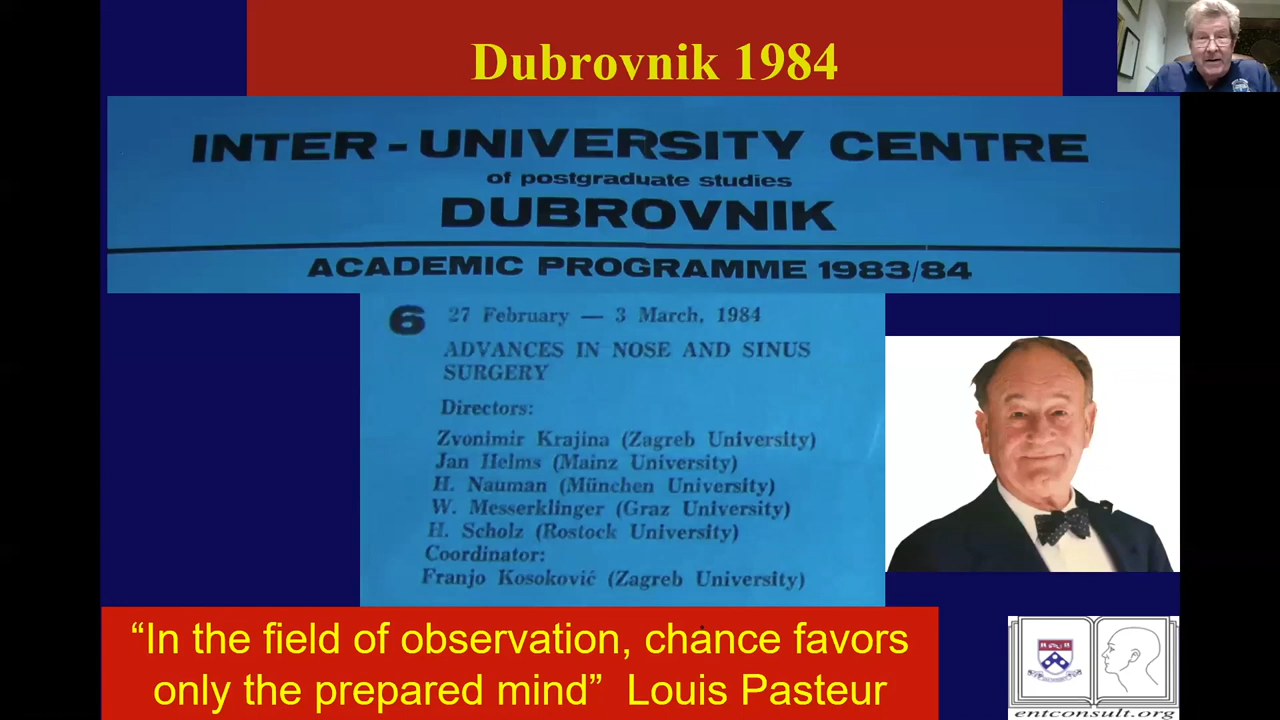 Dubrovnik 1984
INTER-UNIVERSITY CENTRE
of postgraduate studies
DUBROVNIK
ACADEMIC PROGRAMME 1983/84
6 27 February — 3 March, 1984
ADVANCES IN NOSE AND SINUS
SURGERY
Directors:
Zvonimir Krajina (Zagreb University)
Jan Helms (Mainz University)
H. Nauman (München University)
W. Messerklinger (Graz University)
H. Scholz (Rostock University)
Coordinator:
Franjo Kosoković (Zagreb University)
“In the field of observation, chance favors
only the prepared mind” Louis Pasteur
entconsult.org